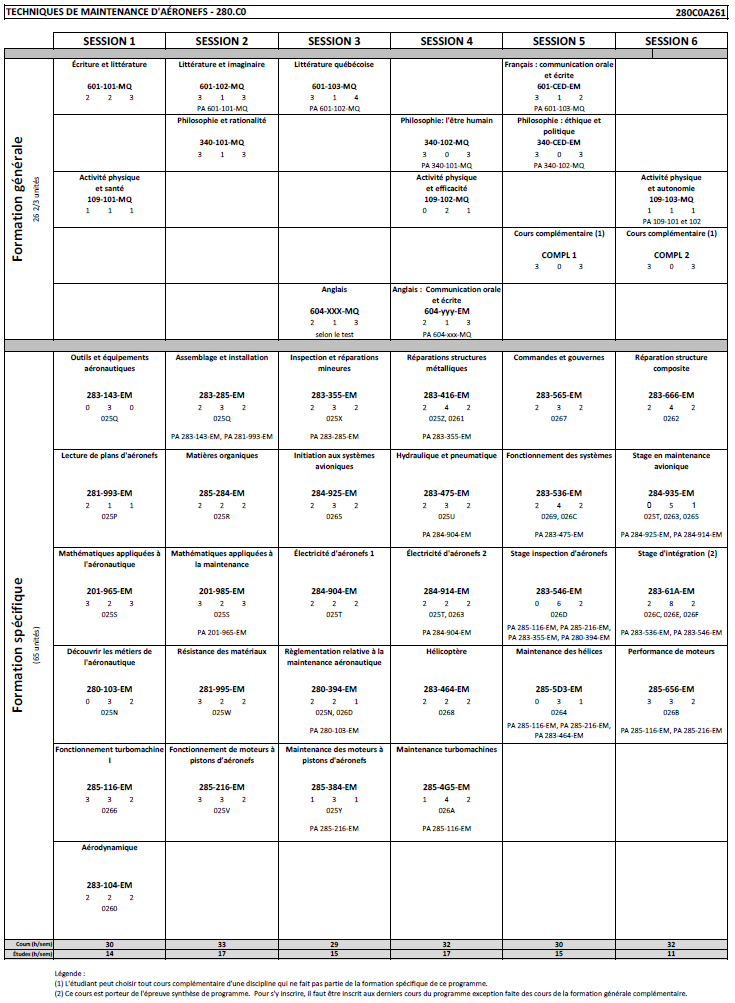 TECHNIQUES DE MAINTENANCE D'AÉRONEFS - 280.C0 280C0A261
SESSION 1 SESSION 2 SESSION 3 SESSION 4 SESSION 5 SESSION 6
Formation générale
26 2/3 unités
Écriture et littérature
601-101-MQ
2 2 3
Littérature et imaginaire
601-102-MQ
3 1 3
PA 601-101-MQ
Littérature québécoise
601-103-MQ
3 1 4
PA 601-102-MQ
Français : communication orale
et écrite
601-CED-EM
3 1 2
PA 601-103-MQ
Philosophie et rationalité
340-101-MQ
3 1 3
Philosophie: l'être humain
340-102-MQ
3 0 3
PA 340-101-MQ
Philosophie : éthique et
politique
340-CED-EM
3 0 3
PA 340-102-MQ
Activité physique
et santé
109-101-MQ
1 1 1
Activité physique
et efficacité
109-102-MQ
0 2 1
Activité physique
et autonomie
109-103-MQ
1 1 1
PA 109-101 et 102
Cours complémentaire (1)
COMPL 1
3 0 3
Cours complémentaire (1)
COMPL 2
3 0 3
Anglais
604-XXX-MQ
2 1 3
selon le test
Anglais : Communication orale
et écrite
604-yyy-EM
2 1 3
PA 604-xxx-MQ
Formation spécifique
(65 unités)
Outils et équipements
aéronautiques
283-143-EM
0 3 0
025Q
Assemblage et installation
283-285-EM
2 3 2
025Q
PA 283-143-EM, PA 281-993-EM
Inspection et réparations
mineures
283-355-EM
2 3 2
025X
PA 283-285-EM
Réparations structures
métalliques
283-416-EM
2 4 2
025Z, 0261
PA 283-355-EM
Commandes et gouvernes
283-565-EM
2 3 2
0267
Réparation structure
composite
283-666-EM
2 4 2
0262
Lecture de plans d'aéronefs
281-993-EM
2 1 1
025P
Matières organiques
285-284-EM
2 2 2
025R
Initiation aux systèmes
avioniques
284-925-EM
2 3 2
0265
Hydraulique et pneumatique
283-475-EM
2 3 2
025U
PA 284-904-EM
Fonctionnement des systèmes
283-536-EM
2 4 2
0269, 026C
PA 283-475-EM
Stage en maintenance
avionique
284-935-EM
0 5 1
025T, 0263, 0265
PA 284-925-EM, PA 284-914-EM
Mathématiques appliquées à
l'aéronautique
201-965-EM
3 2 3
025S
Mathématiques appliquées à
la maintenance
201-985-EM
3 2 3
025S
PA 201-965-EM
Électricité d'aéronefs 1
284-904-EM
2 2 2
025T
Électricité d'aéronefs 2
284-914-EM
2 2 2
025T, 0263
PA 284-904-EM
Stage inspection d'aéronefs
283-546-EM
0 6 2
026D
PA 285-116-EM, PA 285-216-EM,
PA 283-355-EM, PA 280-394-EM
Stage d'intégration (2)
283-61A-EM
2 8 2
026C, 026E, 026F
PA 283-536-EM, PA 283-546-EM
Découvrir les métiers de
l'aéronautique
280-103-EM
0 3 2
025N
Résistance des matériaux
281-995-EM
3 2 2
025W
Règlementation relative à la
maintenance aéronautique
280-394-EM
2 2 1
025N, 026D
PA 280-103-EM
Hélicoptère
283-464-EM
2 2 2
0268
Maintenance des hélices
285-5D3-EM
0 3 1
0264
PA 285-116-EM, PA 285-216-EM,
PA 283-464-EM
Performance de moteurs
285-656-EM
3 3 2
026B
PA 285-116-EM, PA 285-216-EM
Fonctionnement turbomachine
I
285-116-EM
3 3 2
0266
Fonctionnement de moteurs à
pistons d'aéronefs
285-216-EM
3 3 2
025V
Maintenance des moteurs à
pistons d'aéronefs
285-384-EM
1 3 1
025Y
PA 285-216-EM
Maintenance turbomachines
285-4G5-EM
1 4 2
026A
PA 285-116-EM
Aérodynamique
283-104-EM
2 2 2
0260
Cours (h/sem) 30 33 29 32 30 32
Études (h/sem) 14 17 15 17 15 11
Légende :
(1) L'étudiant peut choisir tout cours complémentaire d'une discipline qui ne fait pas partie de la formation spécifique de ce programme.
(2) Ce cours est porteur de l'épreuve synthèse de programme. Pour s'y inscrire, il faut être inscrit aux derniers cours du programme exception faite des cours de la formation générale complémentaire.